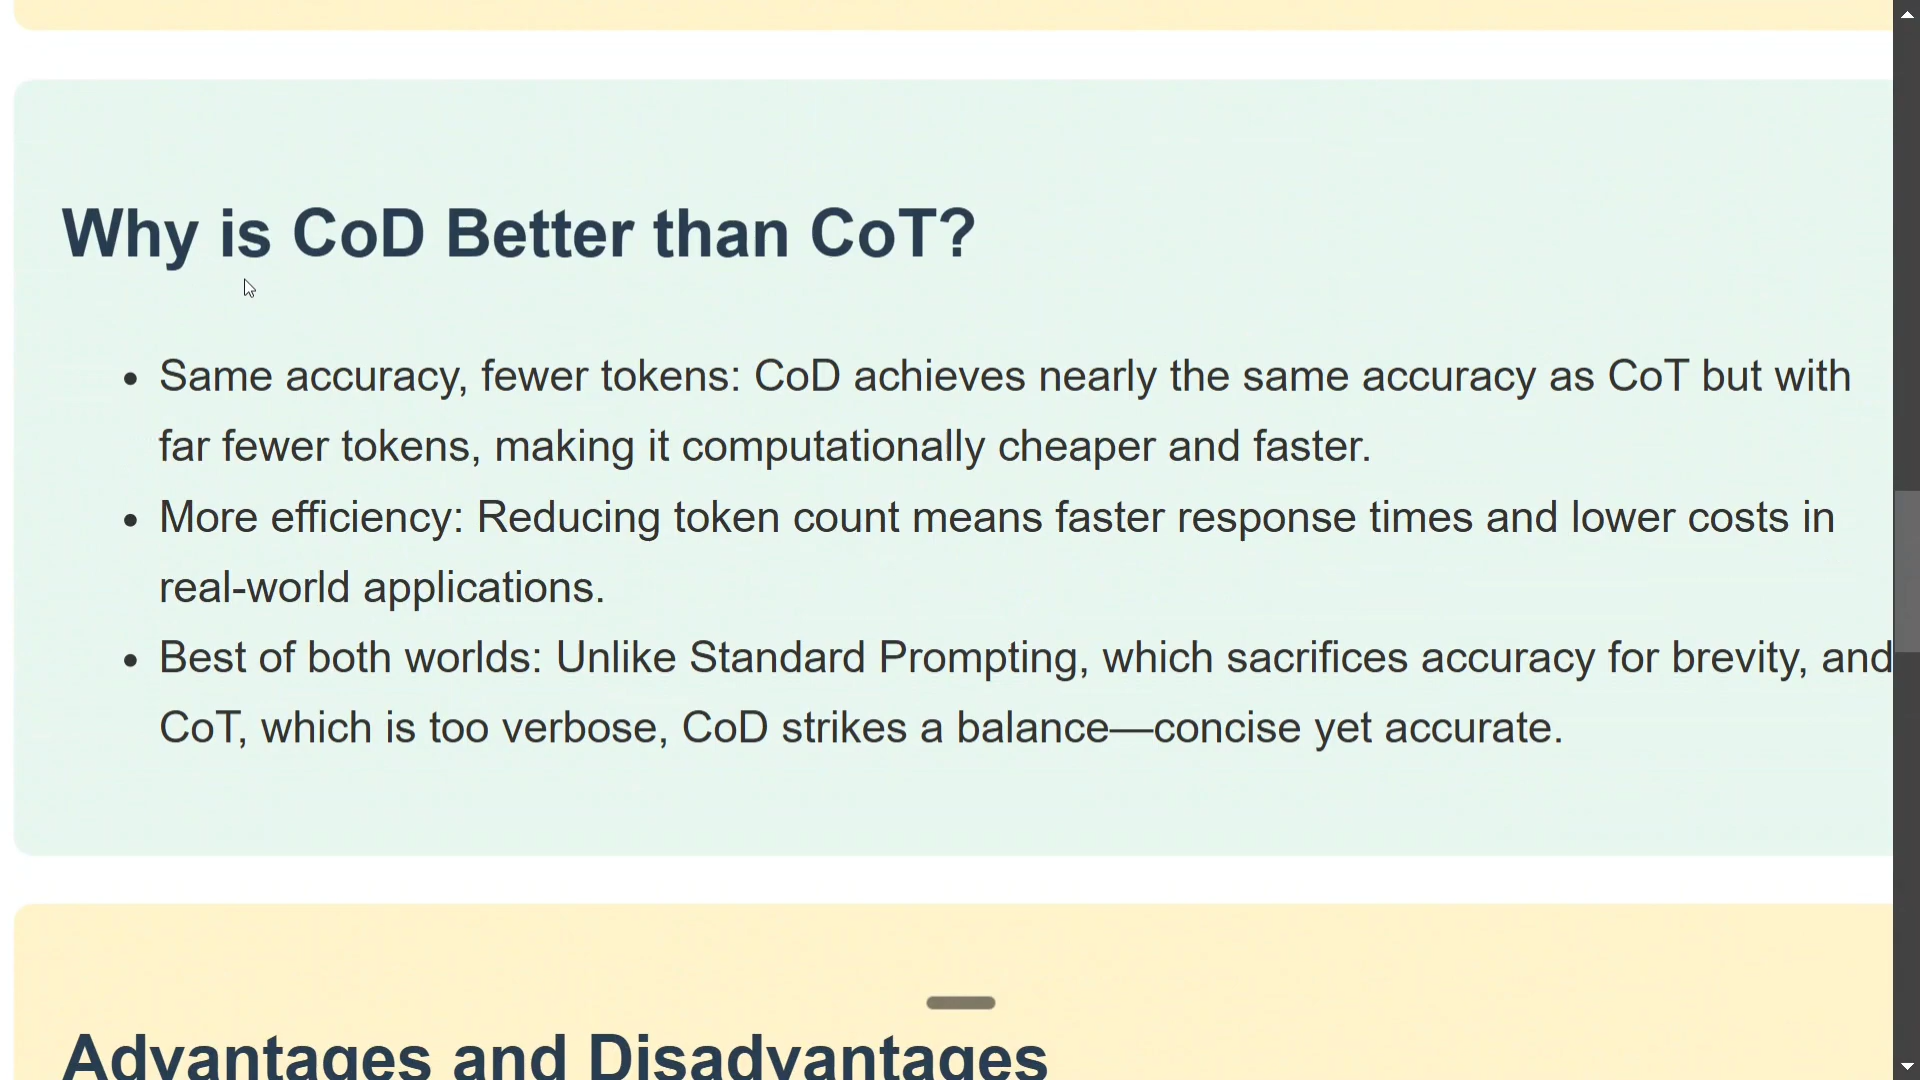 Why is CoD Better than CoT?
• Same accuracy, fewer tokens: CoD achieves nearly the same accuracy as CoT but with
far fewer tokens, making it computationally cheaper and faster.
• More efficiency: Reducing token count means faster response times and lower costs in
real-world applications.
• Best of both worlds: Unlike Standard Prompting, which sacrifices accuracy for brevity, and
CoT, which is too verbose, CoD strikes a balance—concise yet accurate.
Advantages and Disadvantages